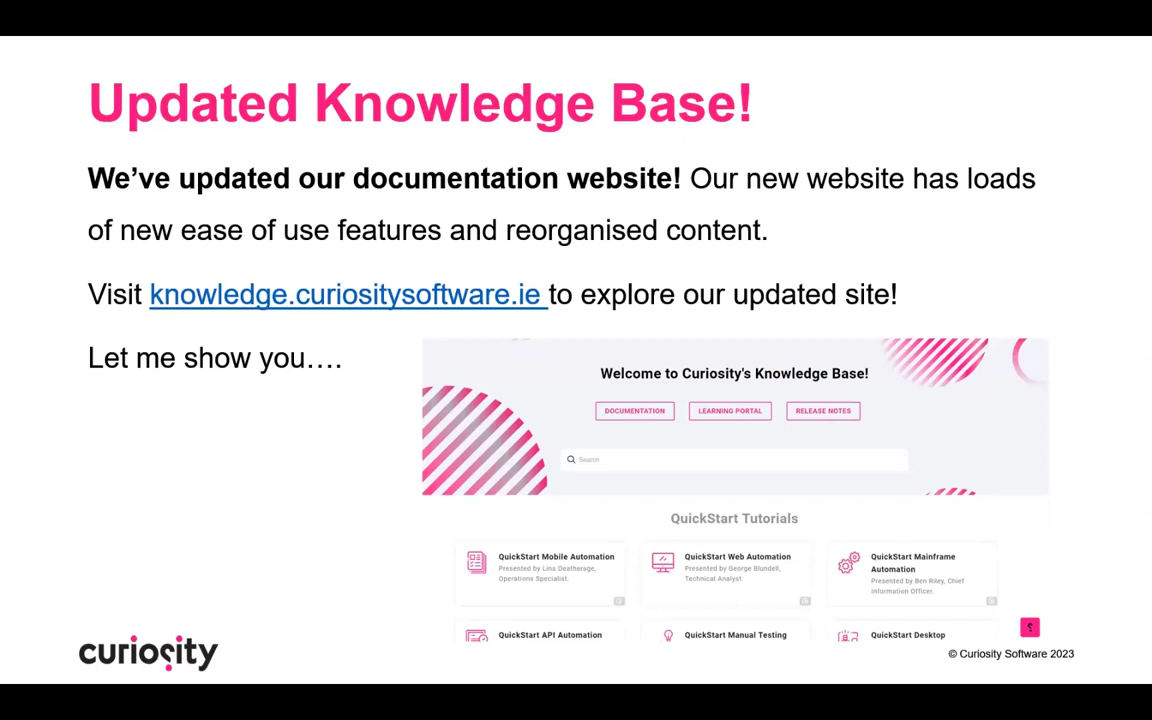 Updated Knowledge Base!
We’ve updated our documentation website! Our new website has loads
of new ease of use features and reorganised content.
Visit knowledge.curiositysoftware.ie to explore our updated site!
Let me show you….
Welcome to Curiosity's Knowledge Base!
DOCUMENTATION
LEARNING PORTAL
RELEASE NOTES
Search
QuickStart Tutorials
QuickStart Mobile Automation
Presented by Lina Deatherage,
Operations Specialist.
QuickStart Web Automation
Presented by George Blundell,
Technical Analyst.
QuickStart Mainframe
Automation
Presented by Ben Riley, Chief
Information Officer.
QuickStart API Automation
QuickStart Manual Testing
QuickStart Desktop
?
curiosity
© Curiosity Software 2023